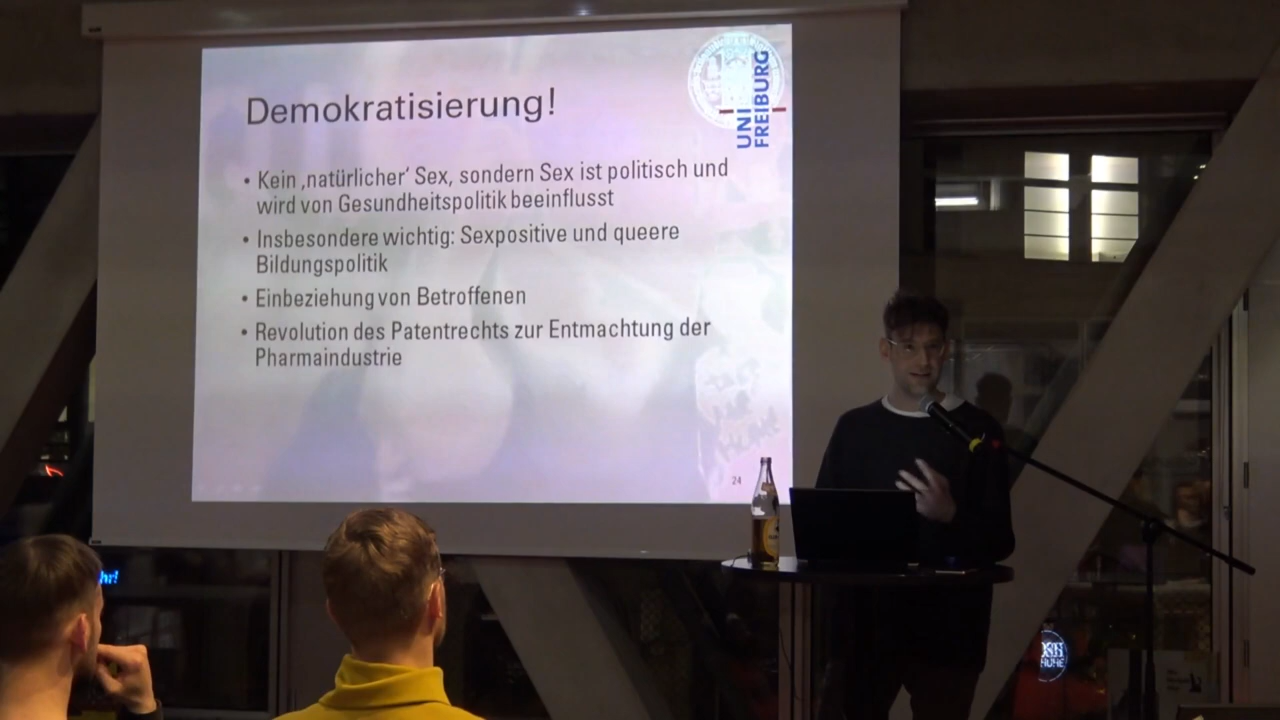 Demokratisierung!
UNI
FREIBURG
• Kein ‚natürlicher' Sex, sondern Sex ist politisch und
wird von Gesundheitspolitik beeinflusst
• Insbesondere wichtig: Sexpositive und queere
Bildungspolitik
• Einbeziehung von Betroffenen
• Revolution des Patentrechts zur Entmachtung der
Pharmaindustrie
24
hr!